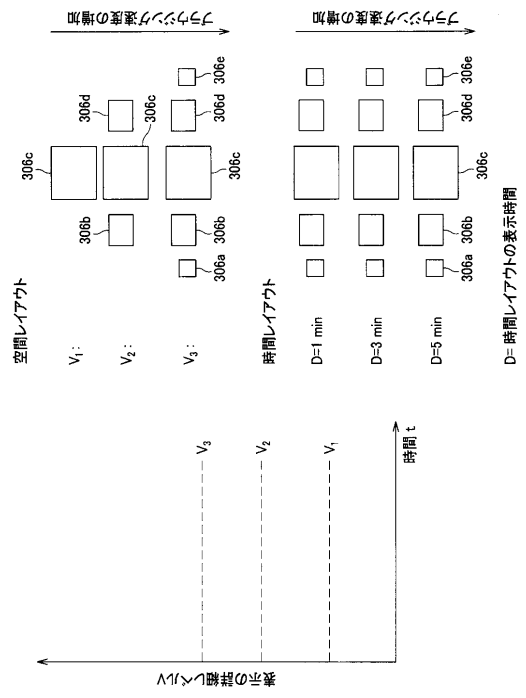 空間レイアウト
V1 :
V2 :
V3 :
306c
306b
306d
306c
306a
306b
306c
306d
306e
ブラウジング速度の増加
時間レイアウト
D=1 min
D=3 min
D=5 min
306a
306b
306c
306d
306e
ブラウジング速度の増加
D= 時間レイアウトの表示時間
表示の詳細レベルV
V3
V2
V1
時間 t